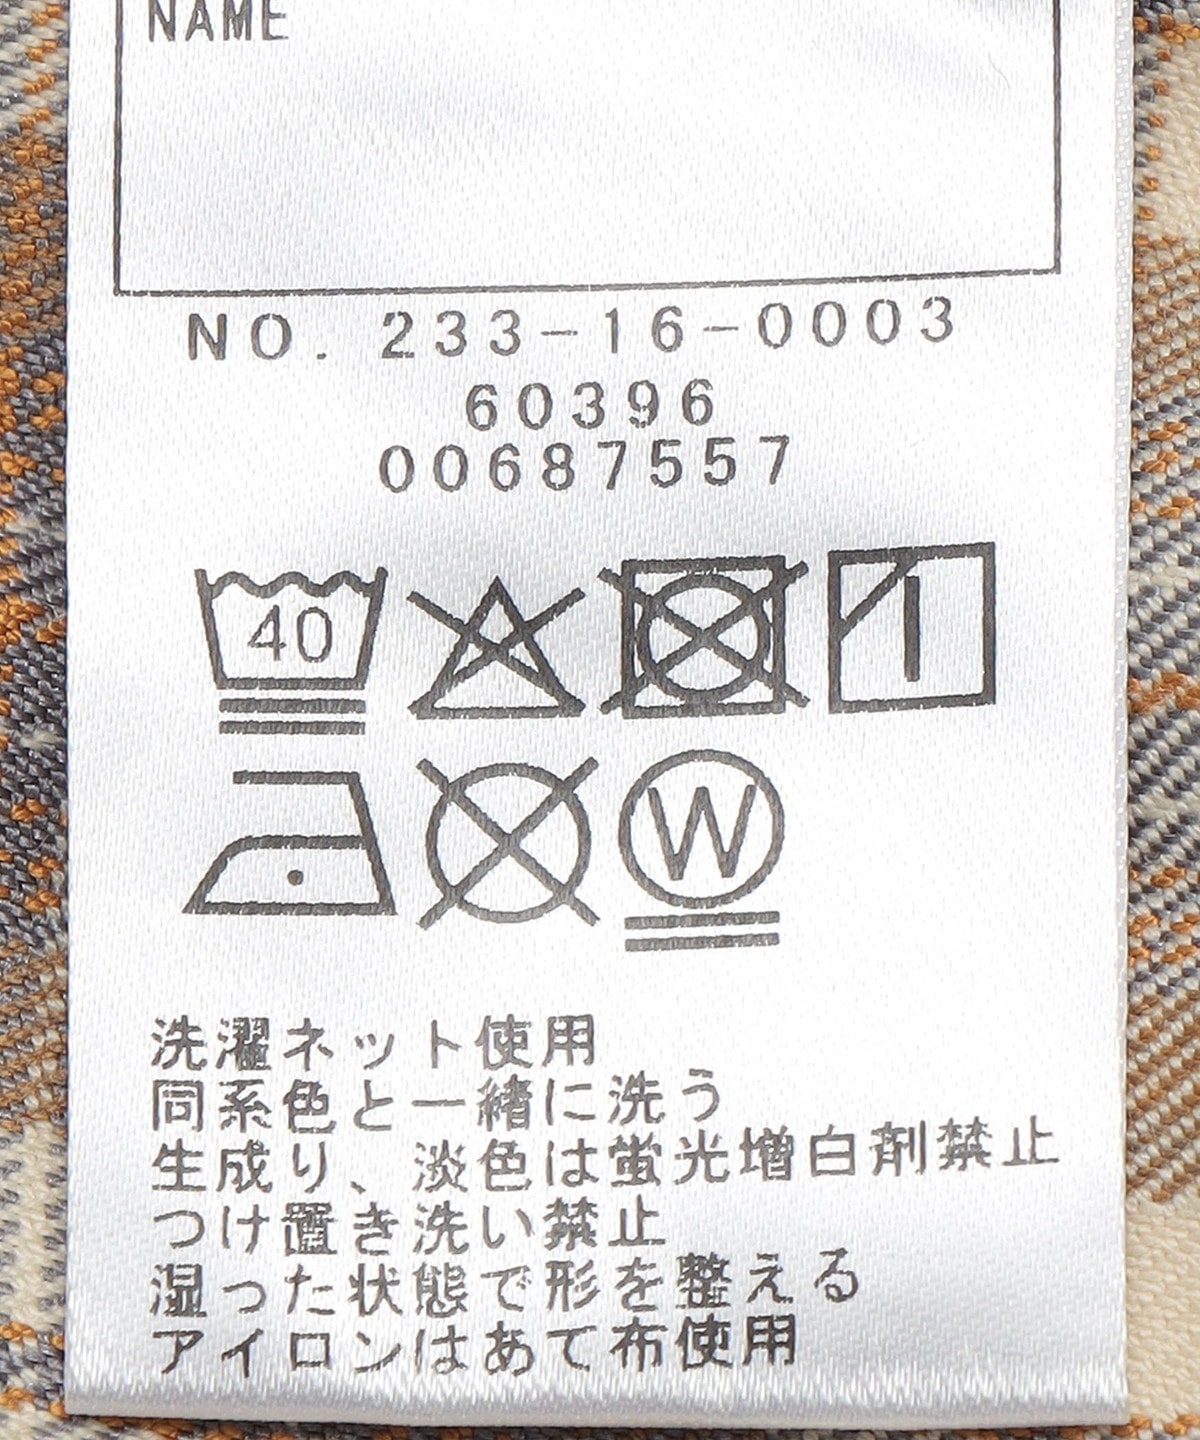 NAME
NO. 233-16-0003
60396
00687557
40
W
洗濯ネット使用
同系色と一緒に洗う
生成り、淡色は蛍光増白剤禁止
つけ置き洗い禁止
湿った状態で形を整える
アイロンはあて布使用